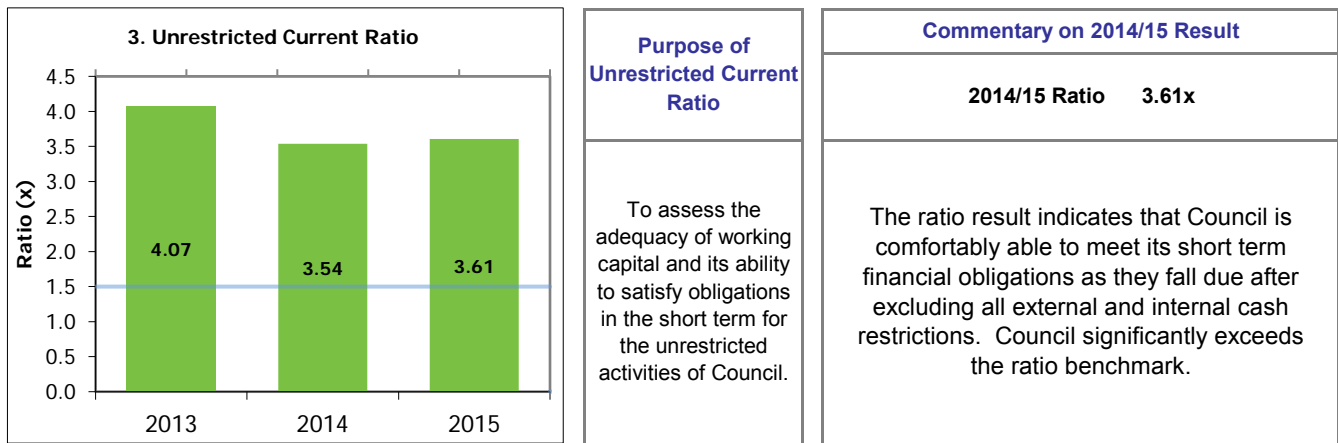 3. Unrestricted Current Ratio
Ratio (x)
4.5
4.0
3.5
3.0
2.5
2.0
1.5
1.0
0.5
0.0
4.07
3.54
3.61
2013
2014
2015
Purpose of
Unrestricted Current
Ratio
To assess the
adequacy of working
capital and its ability
to satisfy obligations
in the short term for
the unrestricted
activities of Council.
Commentary on 2014/15 Result
2014/15 Ratio 3.61x
The ratio result indicates that Council is
comfortably able to meet its short term
financial obligations as they fall due after
excluding all external and internal cash
restrictions. Council significantly exceeds
the ratio benchmark.